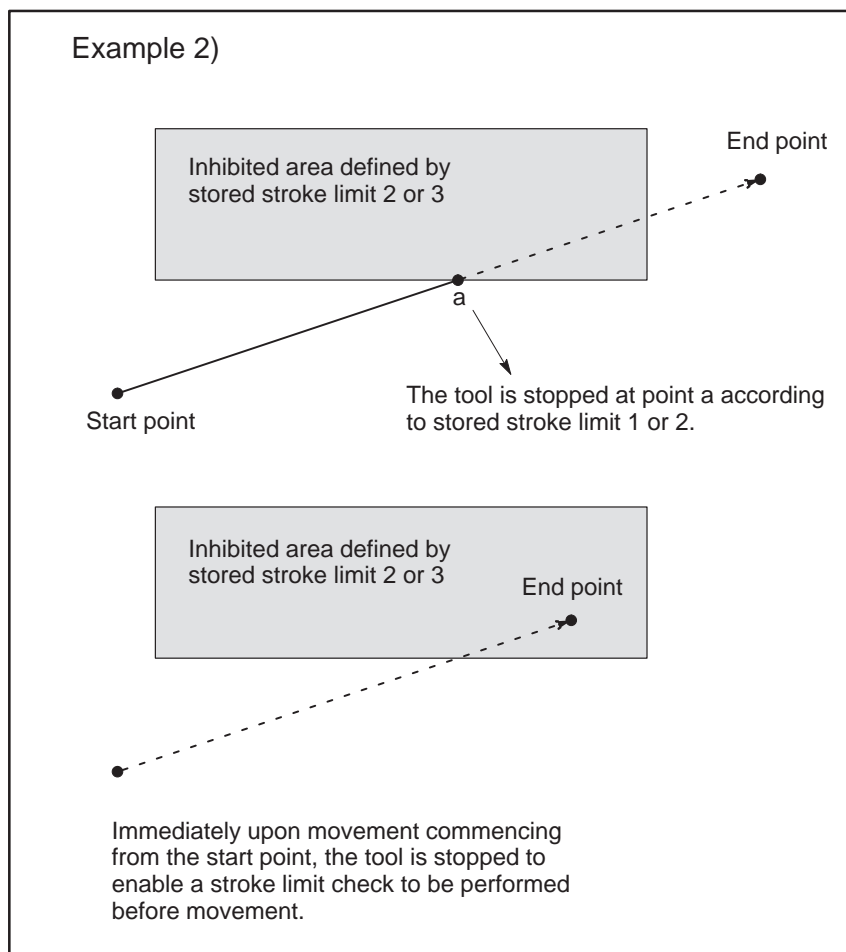 Example 2)
Inhibited area defined by
stored stroke limit 2 or 3
End point
a
Start point
The tool is stopped at point a according
to stored stroke limit 1 or 2.
Inhibited area defined by
stored stroke limit 2 or 3
End point
Immediately upon movement commencing
from the start point, the tool is stopped to
enable a stroke limit check to be performed
before movement.